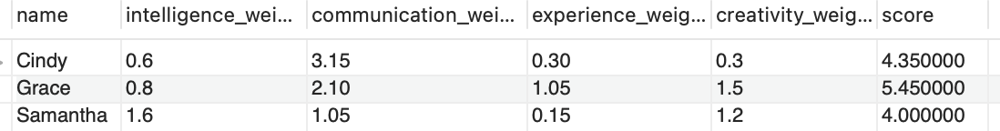 name intelligence_wei... communication_wei... experience_weig... creativity_weig... score
Cindy 0.6 3.15 0.30 0.3 4.350000
Grace 0.8 2.10 1.05 1.5 5.450000
Samantha 1.6 1.05 0.15 1.2 4.000000